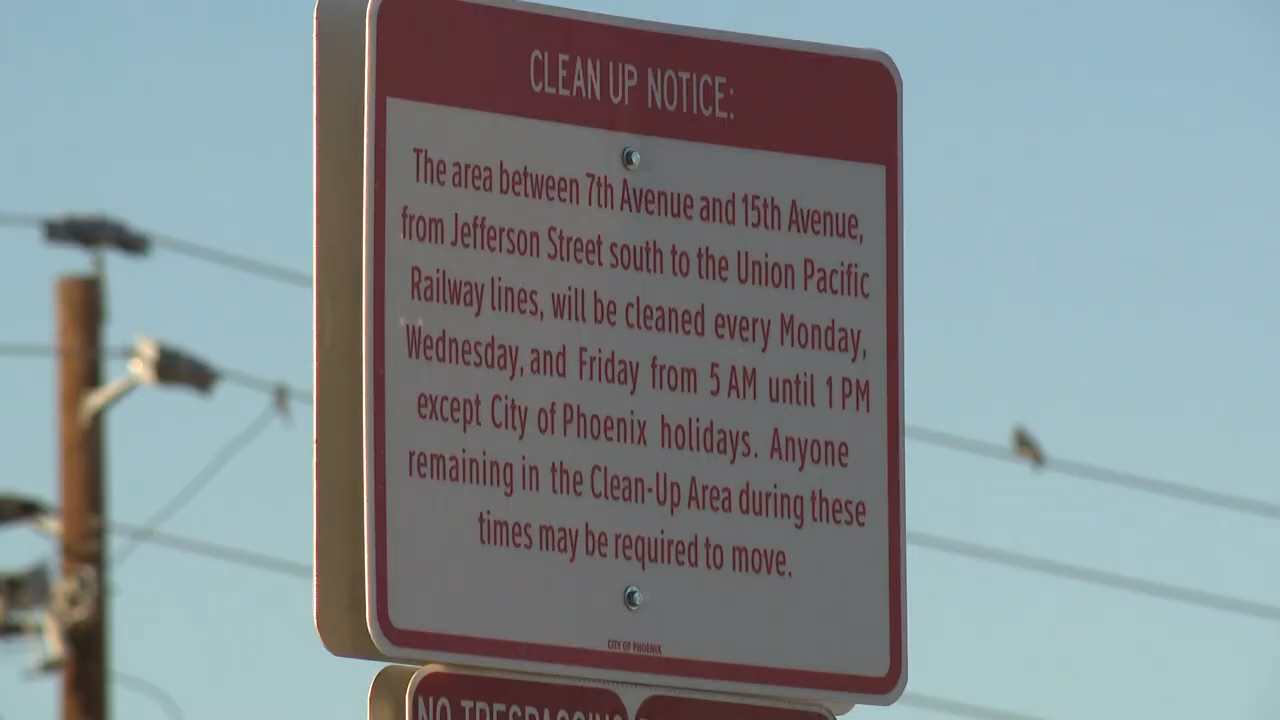 CLEAN UP NOTICE:
The area between 7th Avenue and 15th Avenue,
from Jefferson Street south to the Union Pacific
Railway lines, will be cleaned every Monday,
Wednesday, and Friday from 5 AM until 1 PM
except City of Phoenix holidays. Anyone
remaining in the Clean-Up Area during these
times may be required to move.
CITY OF PHOENIX
NO TRESPASSING